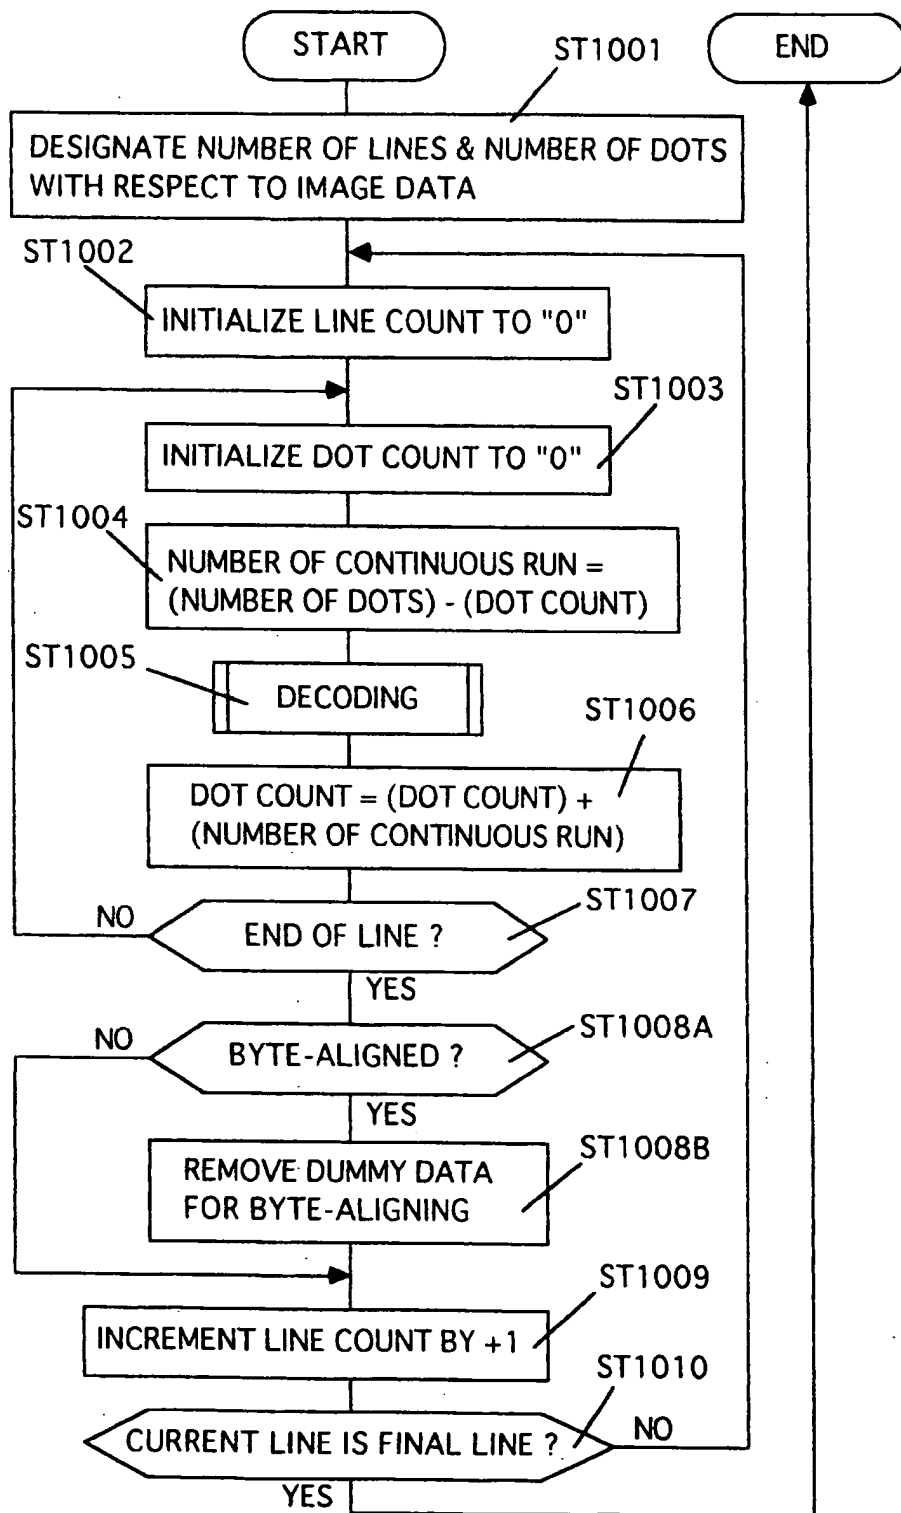 START
ST1001
END
DESIGNATE NUMBER OF LINES & NUMBER OF DOTS
WITH RESPECT TO IMAGE DATA
ST1002
INITIALIZE LINE COUNT TO "0"
ST1003
INITIALIZE DOT COUNT TO "0"
ST1004
NUMBER OF CONTINUOUS RUN =
(NUMBER OF DOTS) - (DOT COUNT)
ST1005
DECODING
ST1006
DOT COUNT = (DOT COUNT) +
(NUMBER OF CONTINUOUS RUN)
ST1007
NO
END OF LINE ?
YES
ST1008A
NO
BYTE-ALIGNED ?
YES
ST1008B
REMOVE DUMMY DATA
FOR BYTE-ALIGNING
ST1009
INCREMENT LINE COUNT BY +1
ST1010
CURRENT LINE IS FINAL LINE ?
NO
YES